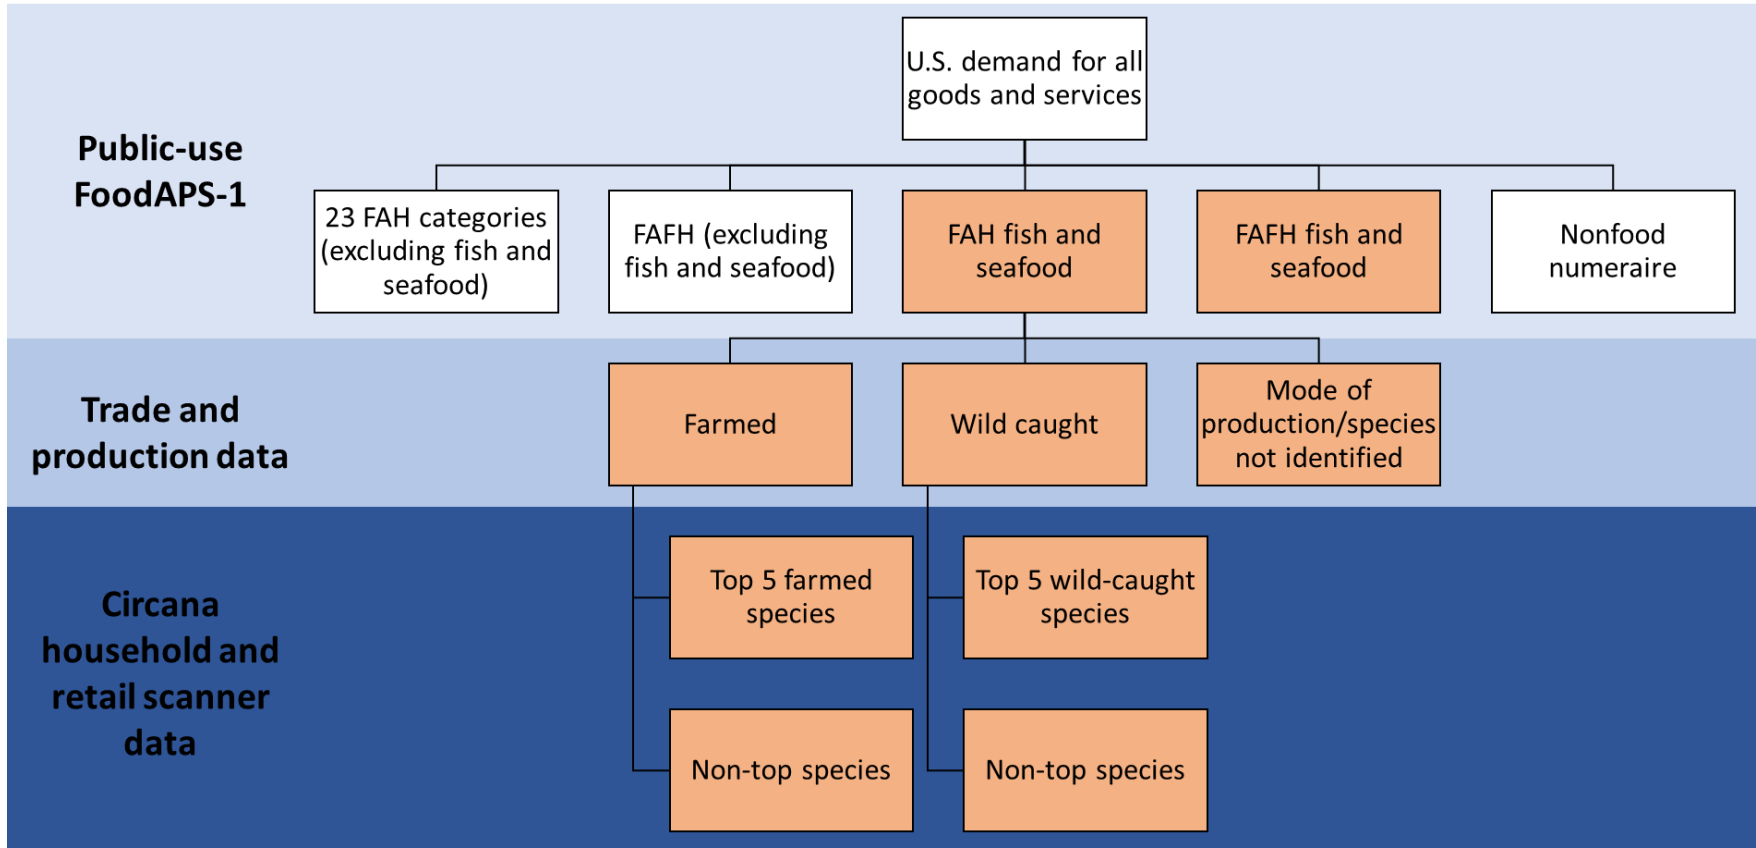 U.S. demand for all
goods and services
Public-use
FoodAPS-1
23 FAH categories
(excluding fish and
seafood)
FAFH (excluding
fish and seafood)
FAH fish and
seafood
FAFH fish and
seafood
Nonfood
numeraire
Trade and
production data
Farmed
Wild caught
Mode of
production/species
not identified
Circana
household and
retail scanner
data
Top 5 farmed
species
Top 5 wild-caught
species
Non-top species
Non-top species